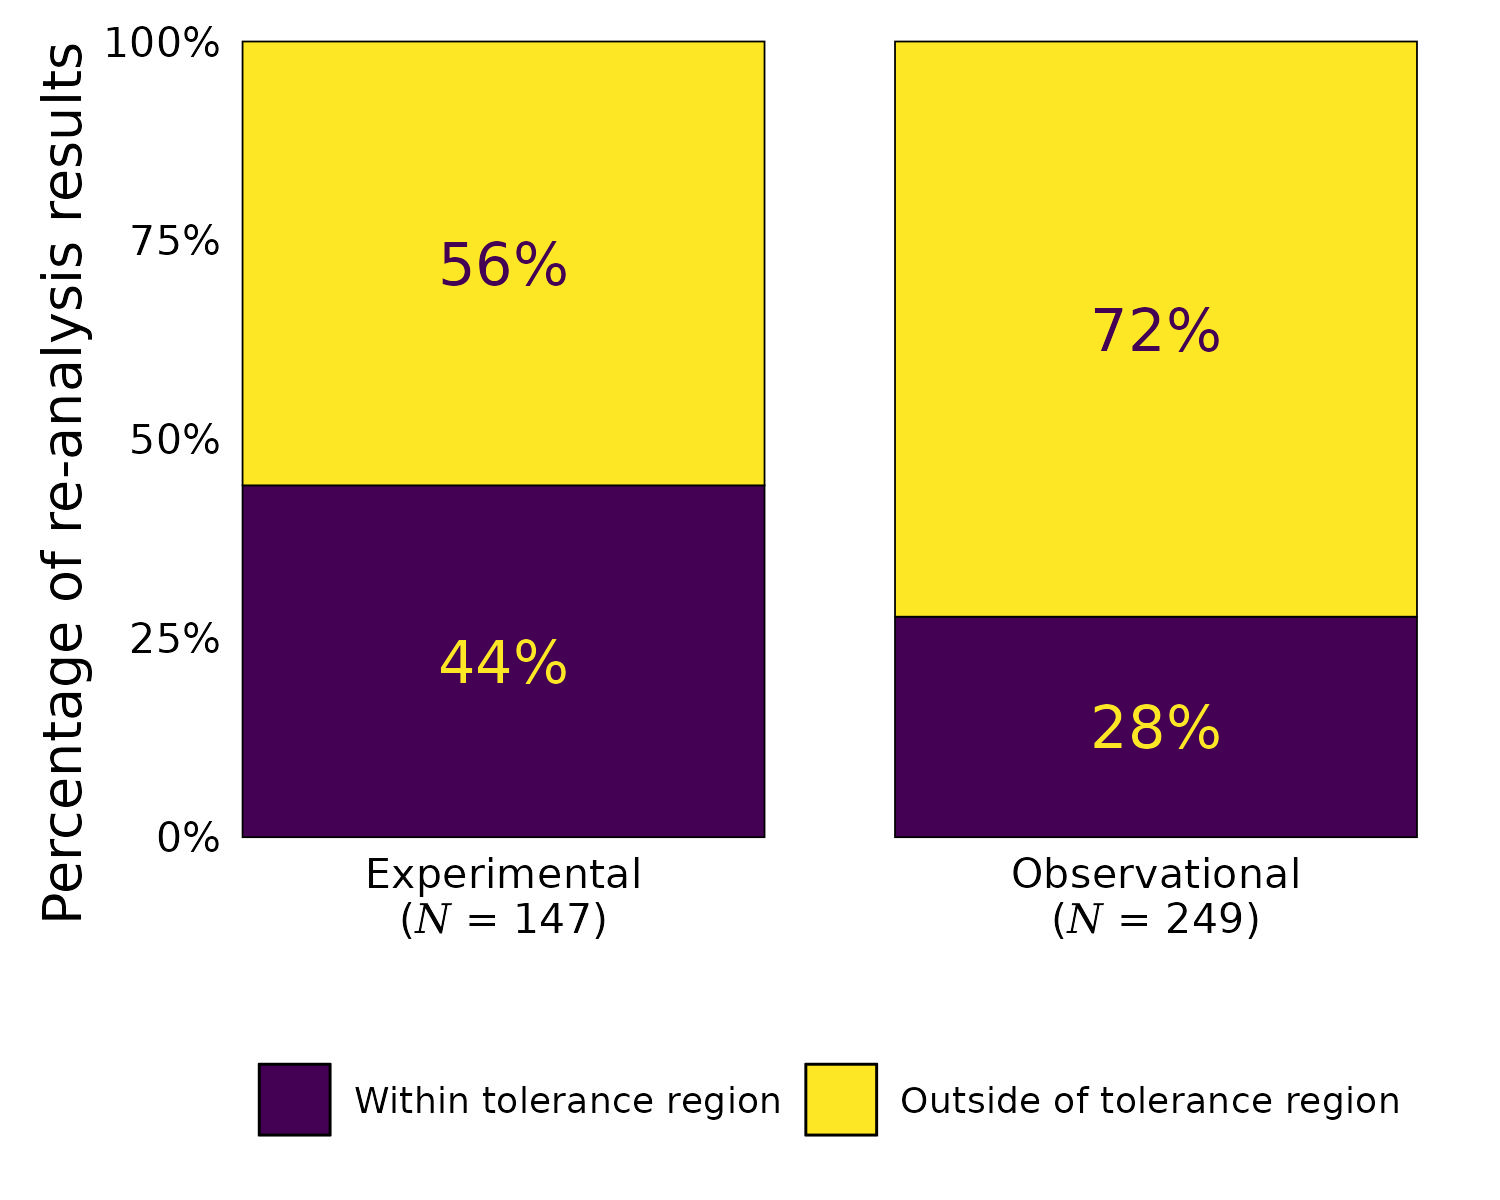 Percentage of re-analysis results
100%
75%
50%
25%
0%
56%
44%
72%
28%
Experimental
(N = 147)
Observational
(N = 249)
Within tolerance region
Outside of tolerance region